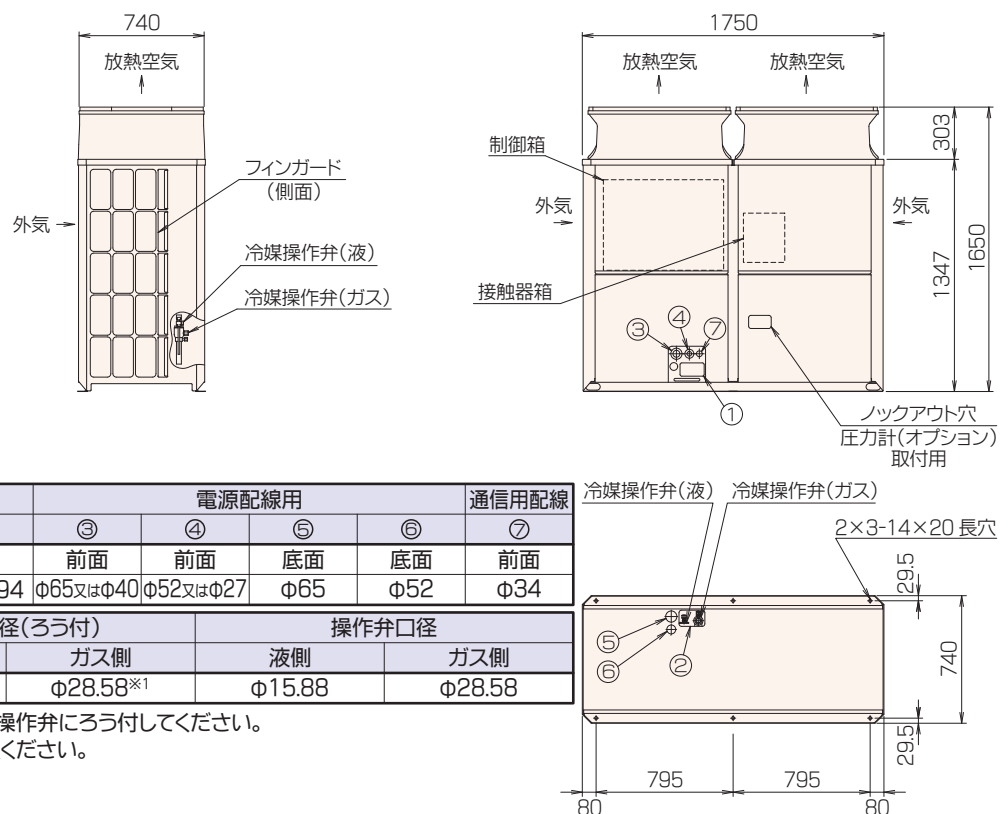 740
放熱空気
フィンガード
(側面)
外気
冷媒操作弁(液)
冷媒操作弁(ガス)
1750
放熱空気 放熱空気
制御箱
外気
外気
303
1347
1650
接触器箱
③ ④ ⑦
①
ノックアウト穴
圧力計(オプション)
取付用
電源配線用 通信用配線
③ ④ ⑤ ⑥ ⑦
前面 前面 底面 底面 前面
94 Φ65又はΦ40 Φ52又はΦ27 Φ65 Φ52 Φ34
径(ろう付) 操作弁口径
ガス側 液側 ガス側
Φ28.58※1 Φ15.88 Φ28.58
操作弁にろう付してください。
ください。
冷媒操作弁(液) 冷媒操作弁(ガス)
2×3-14×20 長穴
29.5
⑤
⑥
②
740
29.5
795 795
80 80